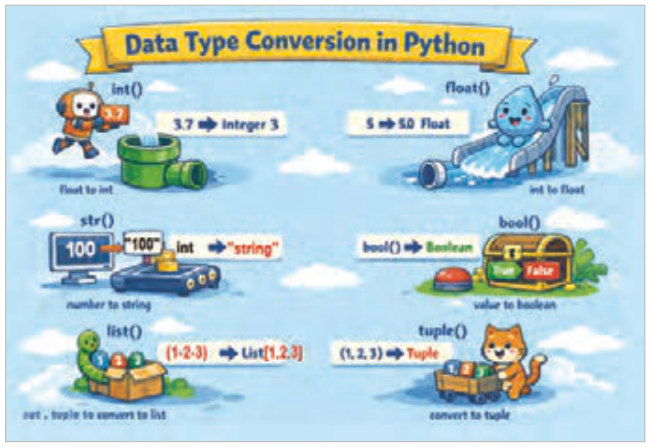 Data Type Conversion in Python
int()
3.7
3.7 ➡ Integer 3
float to int
float()
5 ➡ 5.0 Float
int to float
str()
100
"100"
int ➡ "string"
number to string
bool()
bool() ➡ Boolean
True False
value to boolean
list()
1 2 3
(1-2-3) ➡ List[1,2,3]
set , tuple to convert to list
tuple()
(1, 2, 3) ➡ Tuple
1 2 3
convert to tuple